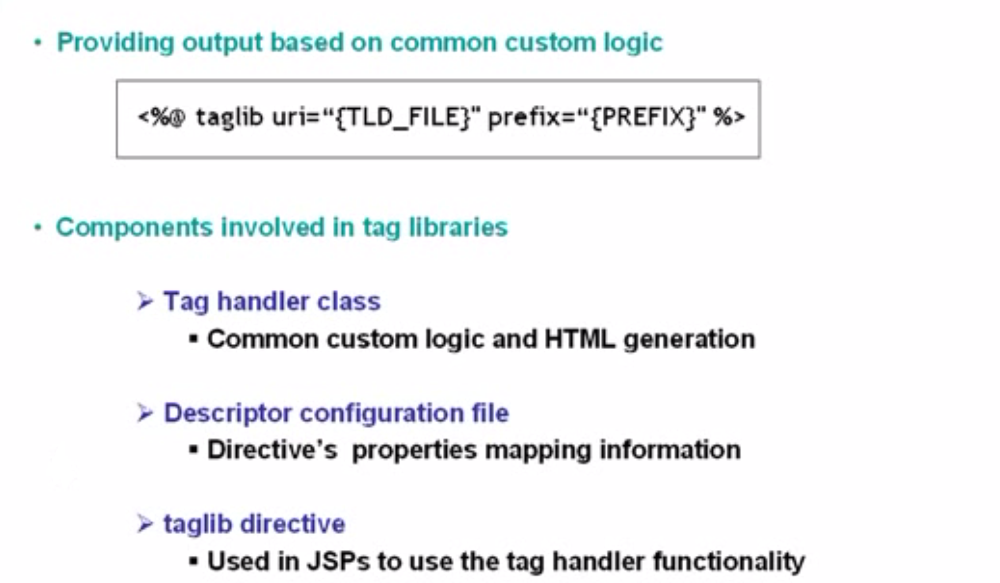 • Providing output based on common custom logic
<%@ taglib uri=“{TLD_FILE}" prefix=“{PREFIX}" %>
• Components involved in tag libraries
➢ Tag handler class
▪ Common custom logic and HTML generation
➢ Descriptor configuration file
▪ Directive’s  properties mapping information
➢ taglib directive
▪ Used in JSPs to use the tag handler functionality